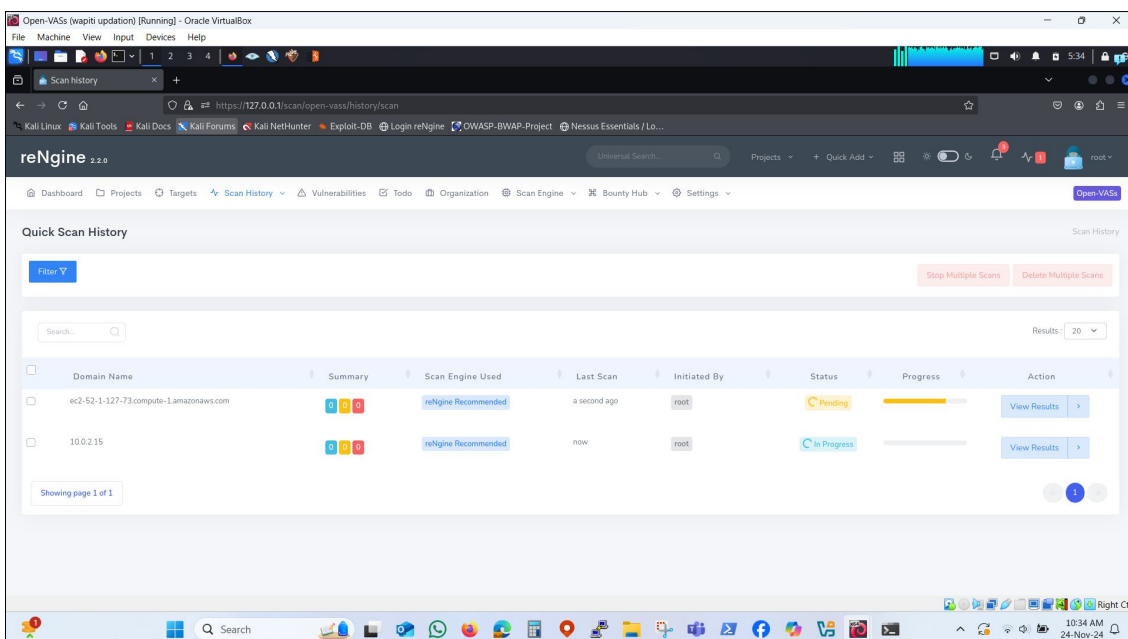 Open-VASs (wapiti updation) [Running] - Oracle VirtualBox
File Machine View Input Devices Help
1 2 3 4 5:34
Scan history
https://127.0.0.1/scan/open-vass/history/scan
Kali Linux Kali Tools Kali Docs Kali Forums Kali NetHunter Exploit-DB Login reNgine OWASP-BWAP-Project Nessus Essentials / Lo...
reNgine 2.2.0 Universal Search... Projects + Quick Add 3 root
Dashboard Projects Targets Scan History Vulnerabilities Todo Organization Scan Engine Bounty Hub Settings Open-VASs
Quick Scan History Scan History
Filter Stop Multiple Scans Delete Multiple Scans
Search... Results : 20
Domain Name Summary Scan Engine Used Last Scan Initiated By Status Progress Action
ec2-52-1-127-73.compute-1.amazonaws.com 0 0 0 reNgine Recommended a second ago root Pending View Results
10.0.2.15 0 0 0 reNgine Recommended now root In Progress View Results
Showing page 1 of 1 1
Right Ct
1 Search 10:34 AM
24-Nov-24